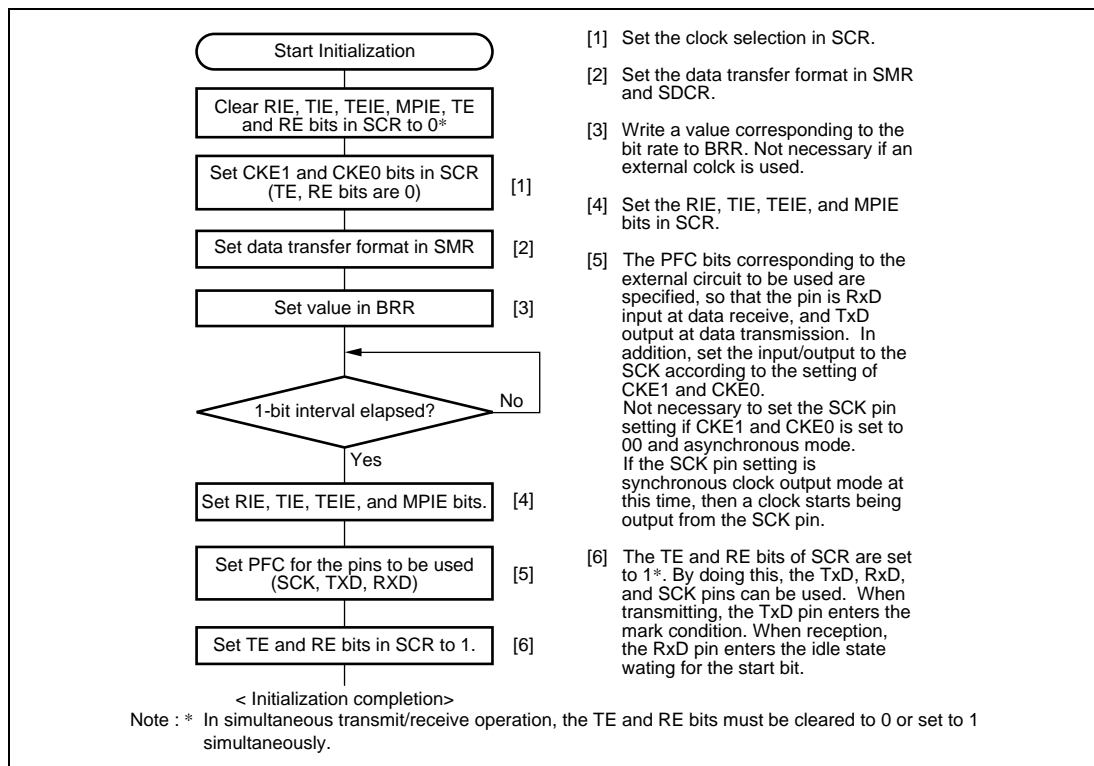 Start Initialization
Clear RIE, TIE, TEIE, MPIE, TE
and RE bits in SCR to 0*
Set CKE1 and CKE0 bits in SCR
(TE, RE bits are 0)
[1]
Set data transfer format in SMR
[2]
Set value in BRR
[3]
1-bit interval elapsed?
No
Yes
Set RIE, TIE, TEIE, and MPIE bits.
[4]
Set PFC for the pins to be used
(SCK, TXD, RXD)
[5]
Set TE and RE bits in SCR to 1.
[6]
< Initialization completion>
[1] Set the clock selection in SCR.
[2] Set the data transfer format in SMR
and SDCR.
[3] Write a value corresponding to the
bit rate to BRR. Not necessary if an
external colck is used.
[4] Set the RIE, TIE, TEIE, and MPIE
bits in SCR.
[5] The PFC bits corresponding to the
external circuit to be used are
specified, so that the pin is RxD
input at data receive, and TxD
output at data transmission. In
addition, set the input/output to the
SCK according to the setting of
CKE1 and CKE0.
Not necessary to set the SCK pin
setting if CKE1 and CKE0 is set to
00 and asynchronous mode.
If the SCK pin setting is
synchronous clock output mode at
this time, then a clock starts being
output from the SCK pin.
[6] The TE and RE bits of SCR are set
to 1*. By doing this, the TxD, RxD,
and SCK pins can be used. When
transmitting, the TxD pin enters the
mark condition. When reception,
the RxD pin enters the idle state
wating for the start bit.
Note : * In simultaneous transmit/receive operation, the TE and RE bits must be cleared to 0 or set to 1
simultaneously.